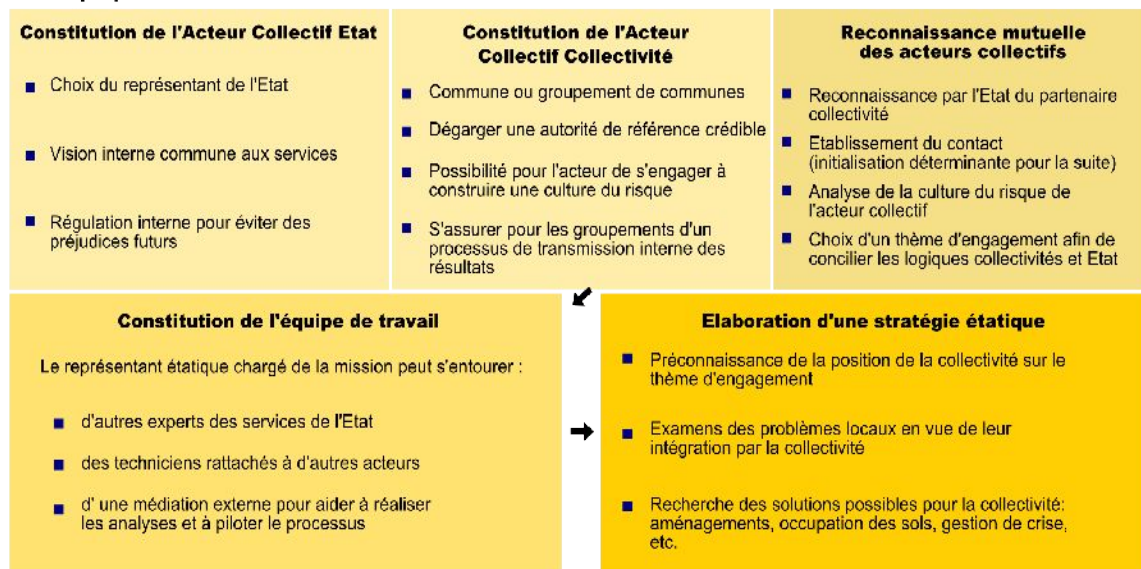 Constitution de l'Acteur Collectif Etat
Choix du représentant de l'Etat
Vision interne commune aux services
Régulation interne pour éviter des
préjudices futurs
Constitution de l'Acteur
Collectif Collectivité
Commune ou groupement de communes
Dégarger une autorité de référence crédible
Possibilité pour l'acteur de s'engager à
construire une culture du risque
S'assurer pour les groupements d'un
processus de transmission interne des
résultats
Reconnaissance mutuelle
des acteurs collectifs
Reconnaissance par l'Etat du partenaire
collectivité
Etablissement du contact
(initialisation déterminante pour la suite)
Analyse de la culture du risque de
l'acteur collectif
Choix d'un thème d'engagement afin de
concilier les logiques collectivités et Etat
Constitution de l'équipe de travail
Le représentant étatique chargé de la mission peut s'entourer :
d'autres experts des services de l'Etat
des techniciens rattachés à d'autres acteurs
d' une médiation externe pour aider à réaliser
les analyses et à piloter le processus
Elaboration d'une stratégie étatique
Préconnaissance de la position de la collectivité sur le
thème d'engagement
Examens des problèmes locaux en vue de leur
intégration par la collectivité
Recherche des solutions possibles pour la collectivité:
aménagements, occupation des sols, gestion de crise,
etc.